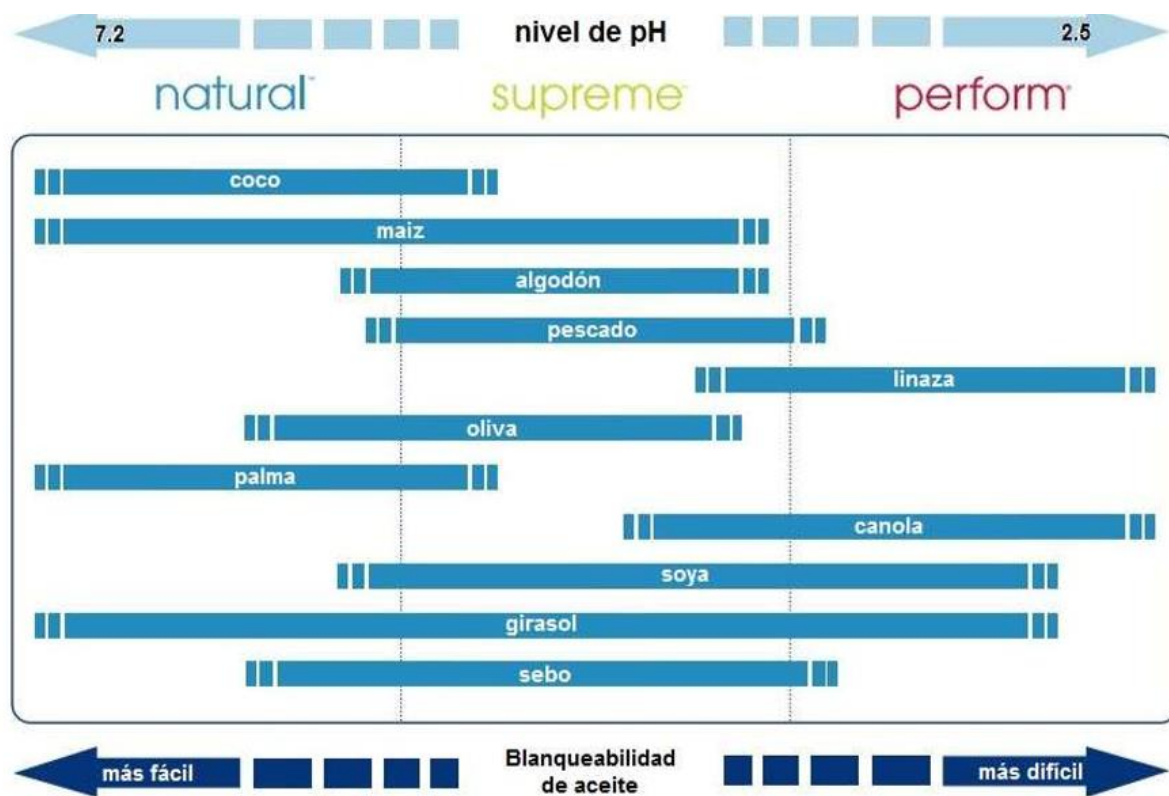 7.2 nivel de pH 2.5
natural™ supreme perform
coco
maiz
algodón
pescado
linaza
oliva
palma
canola
soya
girasol
sebo
más fácil Blanqueabilidad más difícil
de aceite